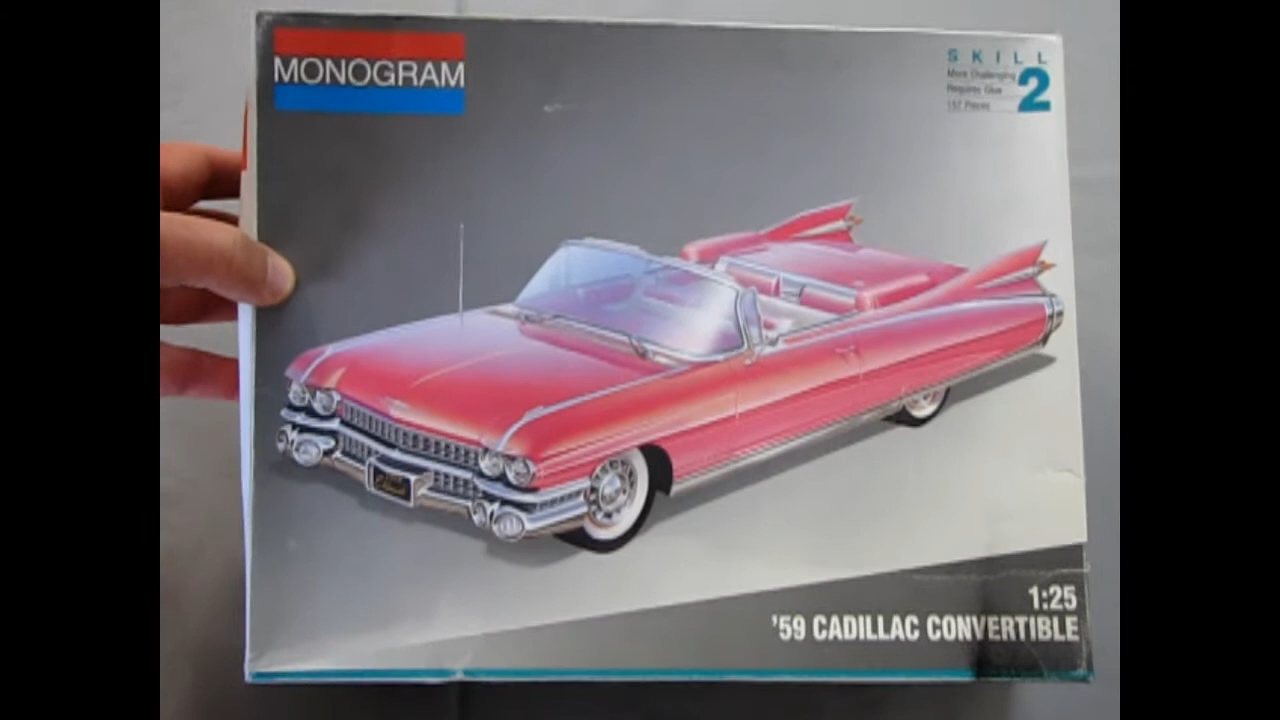 MONOGRAM
SKILL
2
More Challenging
Requires Glue
157 Pieces
1:25
'59 CADILLAC CONVERTIBLE